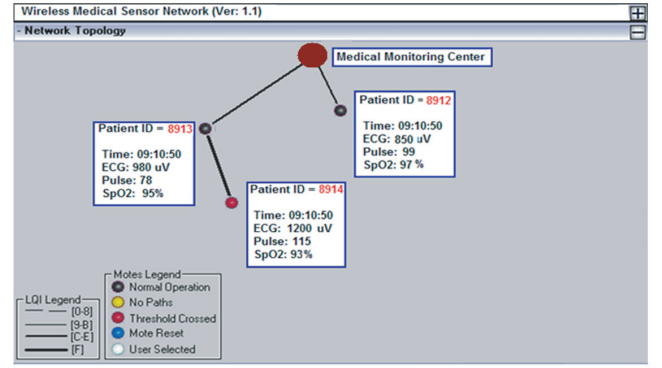 Wireless Medical Sensor Network (Ver: 1.1)
- Network Topology
Medical Monitoring Center
Patient ID = 8912
Time: 09:10:50
ECG: 850 uV
Pulse: 99
SpO2: 97 %
Patient ID = 8913
Time: 09:10:50
ECG: 980 uV
Pulse: 78
SpO2: 95%
Patient ID = 8914
Time: 09:10:50
ECG: 1200 uV
Pulse: 115
SpO2: 93%
LQI Legend
[0-8]
[9-B]
[C-E]
[F]
Motes Legend
Normal Operation
No Paths
Threshold Crossed
Mote Reset
User Selected